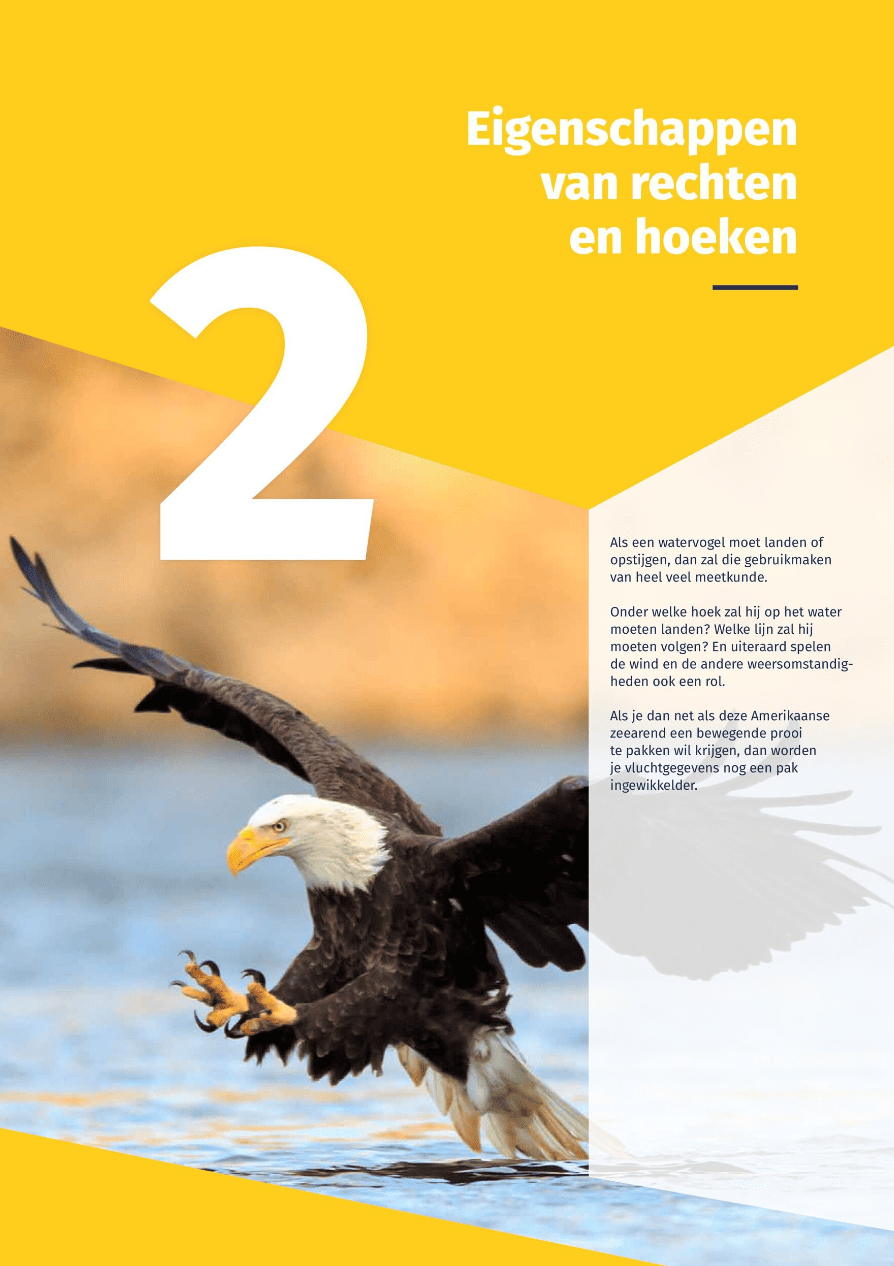 Eigenschappen
van rechten
en hoeken
2
Als een watervogel moet landen of
opstijgen, dan zal die gebruikmaken
van heel veel meetkunde.
Onder welke hoek zal hij op het water
moeten landen? Welke lijn zal hij
moeten volgen? En uiteraard spelen
de wind en de andere weersomstandig-
heden ook een rol.
Als je dan net als deze Amerikaanse
zeearend een bewegende prooi
te pakken wil krijgen, dan worden
je vluchtgegevens nog een pak
ingewikkelder.